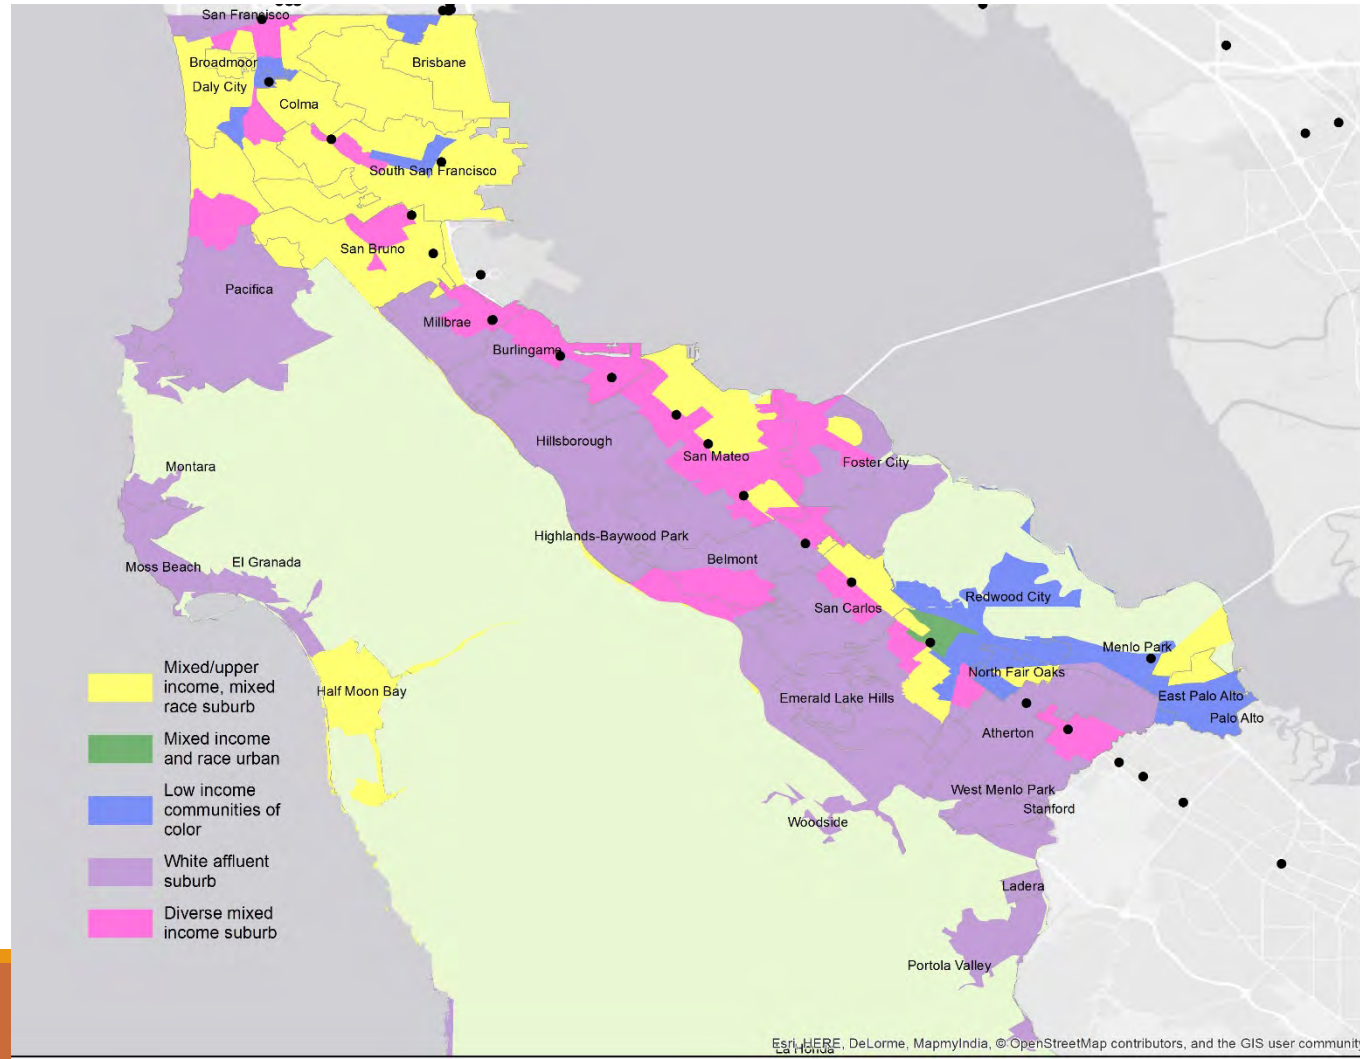 San Francisco
Broadmoor
Brisbane
Daly City
Colma
South San Francisco
San Bruno
Pacifica
Millbrae
Burlingame
Hillsborough
San Mateo
Foster City
Montara
Highlands-Baywood Park
Belmont
Moss Beach
El Granada
Redwood City
San Carlos
Menlo Park
North Fair Oaks
Half Moon Bay
Emerald Lake Hills
East Palo Alto
Palo Alto
Atherton
West Menlo Park
Stanford
Woodside
Ladera
Portola Valley
La Honda
Mixed/upper
income, mixed
race suburb
Mixed income
and race urban
Low income
communities of
color
White affluent
suburb
Diverse mixed
income suburb
Esri, HERE, DeLorme, MapmyIndia, © OpenStreetMap contributors, and the GIS user community